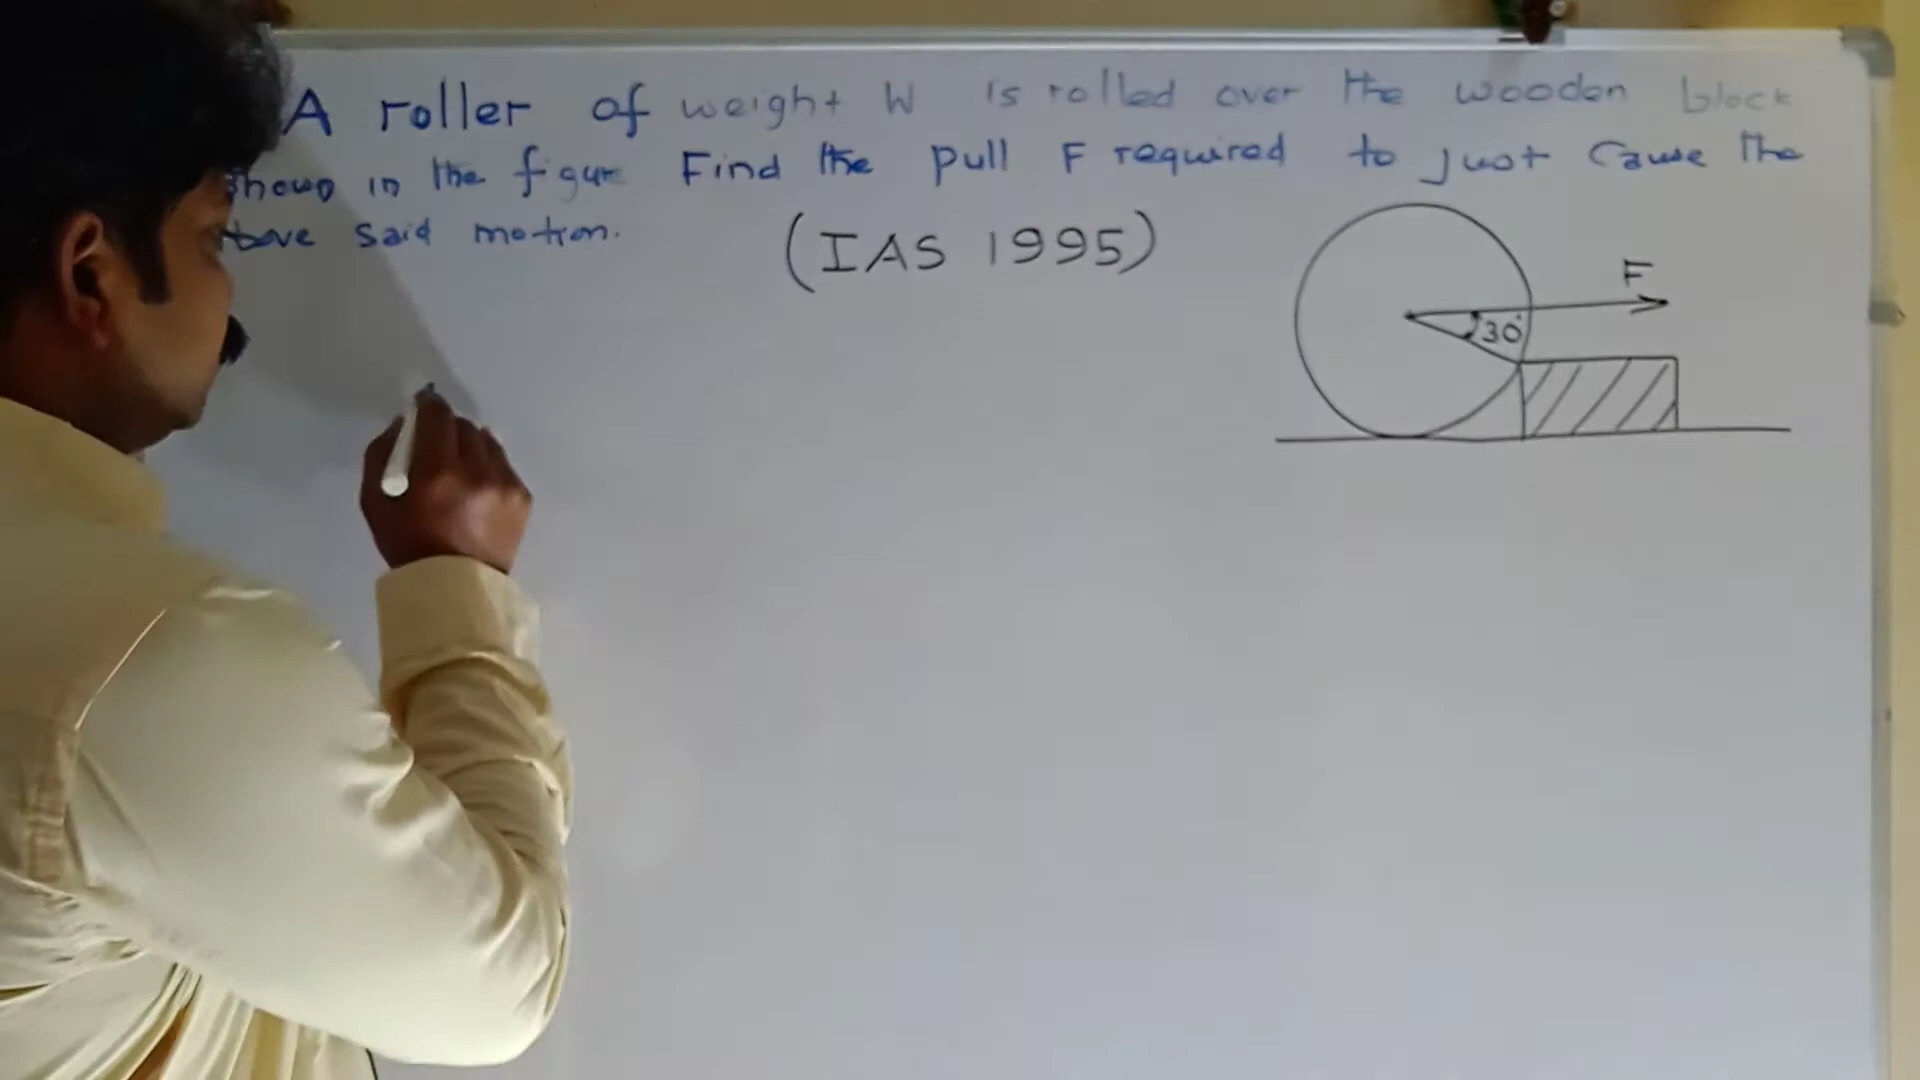 A roller of weight W is rolled over the wooden block
shown in the figure Find the pull F required to just cause the
bove said motion.
(IAS 1995)
F
30°